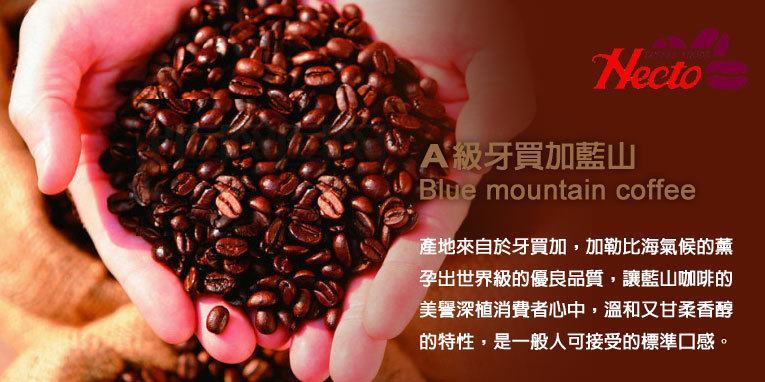 Necto
A級牙買加藍山
Blue mountain coffee
產地來自於牙買加，加勒比海氣候的薰
孕出世界級的優良品質，讓藍山咖啡的
美譽深植消費者心中，溫和又甘柔香醇
的特性，是一般人可接受的標準口感。